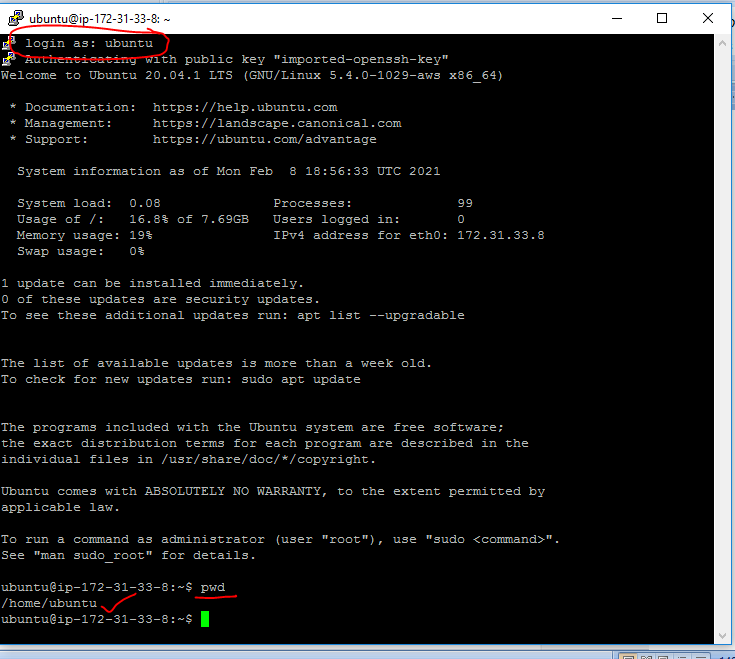 ubuntu@ip-172-31-33-8: ~
login as: ubuntu
Authenticating with public key "imported-openssh-key"
Welcome to Ubuntu 20.04.1 LTS (GNU/Linux 5.4.0-1029-aws x86_64)
* Documentation:  https://help.ubuntu.com
* Management:     https://landscape.canonical.com
* Support:        https://ubuntu.com/advantage
System information as of Mon Feb  8 18:56:33 UTC 2021
System load:  0.08              Processes:             99
Usage of /:   16.8% of 7.69GB   Users logged in:       0
Memory usage: 19%               IPv4 address for eth0: 172.31.33.8
Swap usage:   0%
1 update can be installed immediately.
0 of these updates are security updates.
To see these additional updates run: apt list --upgradable
The list of available updates is more than a week old.
To check for new updates run: sudo apt update
The programs included with the Ubuntu system are free software;
the exact distribution terms for each program are described in the
individual files in /usr/share/doc/*/copyright.
Ubuntu comes with ABSOLUTELY NO WARRANTY, to the extent permitted by
applicable law.
To run a command as administrator (user "root"), use "sudo <command>".
See "man sudo_root" for details.
ubuntu@ip-172-31-33-8:~$ pwd
/home/ubuntu
ubuntu@ip-172-31-33-8:~$